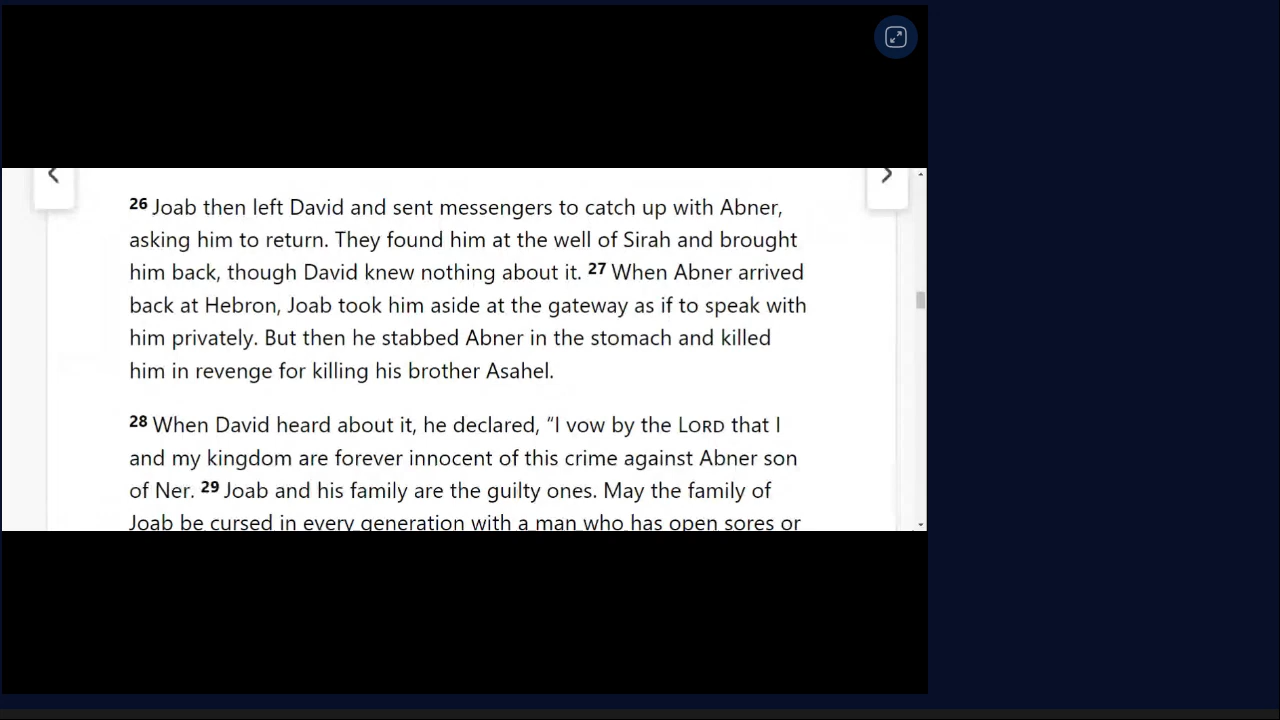 26 Joab then left David and sent messengers to catch up with Abner,
asking him to return. They found him at the well of Sirah and brought
him back, though David knew nothing about it. 27 When Abner arrived
back at Hebron, Joab took him aside at the gateway as if to speak with
him privately. But then he stabbed Abner in the stomach and killed
him in revenge for killing his brother Asahel.
28 When David heard about it, he declared, “I vow by the LORD that I
and my kingdom are forever innocent of this crime against Abner son
of Ner. 29 Joab and his family are the guilty ones. May the family of
Joab be cursed in every generation with a man who has open sores or